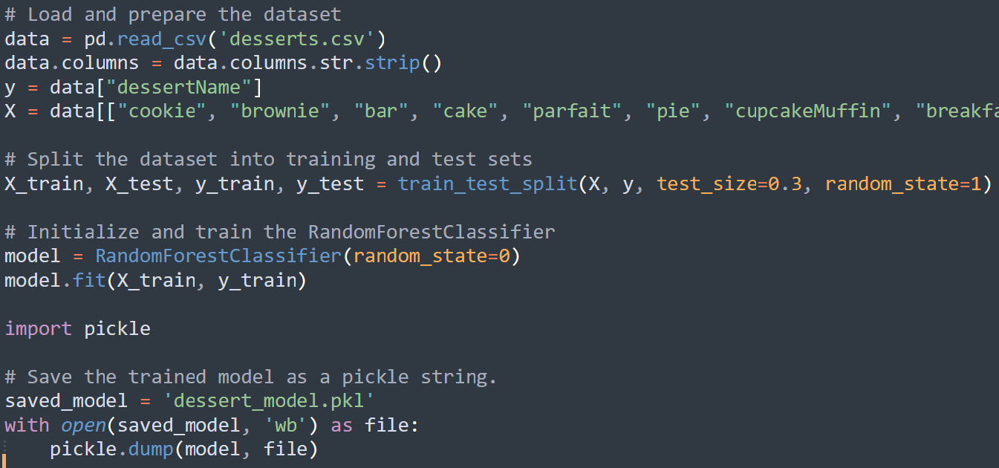 # Load and prepare the dataset
data = pd.read_csv('desserts.csv')
data.columns = data.columns.str.strip()
y = data["dessertName"]
X = data[["cookie", "brownie", "bar", "cake", "parfait", "pie", "cupcakeMuffin", "breakfa
# Split the dataset into training and test sets
X_train, X_test, y_train, y_test = train_test_split(X, y, test_size=0.3, random_state=1)
# Initialize and train the RandomForestClassifier
model = RandomForestClassifier(random_state=0)
model.fit(X_train, y_train)
import pickle
# Save the trained model as a pickle string.
saved_model = 'dessert_model.pkl'
with open(saved_model, 'wb') as file:
    pickle.dump(model, file)